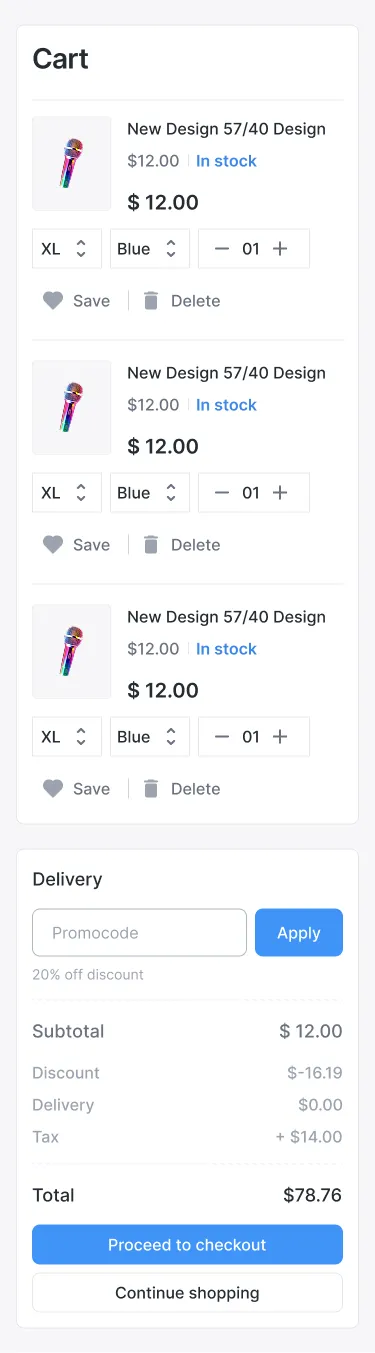 Cart
New Design 57/40 Design
$12.00 In stock
$ 12.00
XL Blue 01
Save Delete
New Design 57/40 Design
$12.00 In stock
$ 12.00
XL Blue 01
Save Delete
New Design 57/40 Design
$12.00 In stock
$ 12.00
XL Blue 01
Save Delete
Delivery
Promocode Apply
20% off discount
Subtotal $ 12.00
Discount $-16.19
Delivery $0.00
Tax + $14.00
Total $78.76
Proceed to checkout
Continue shopping